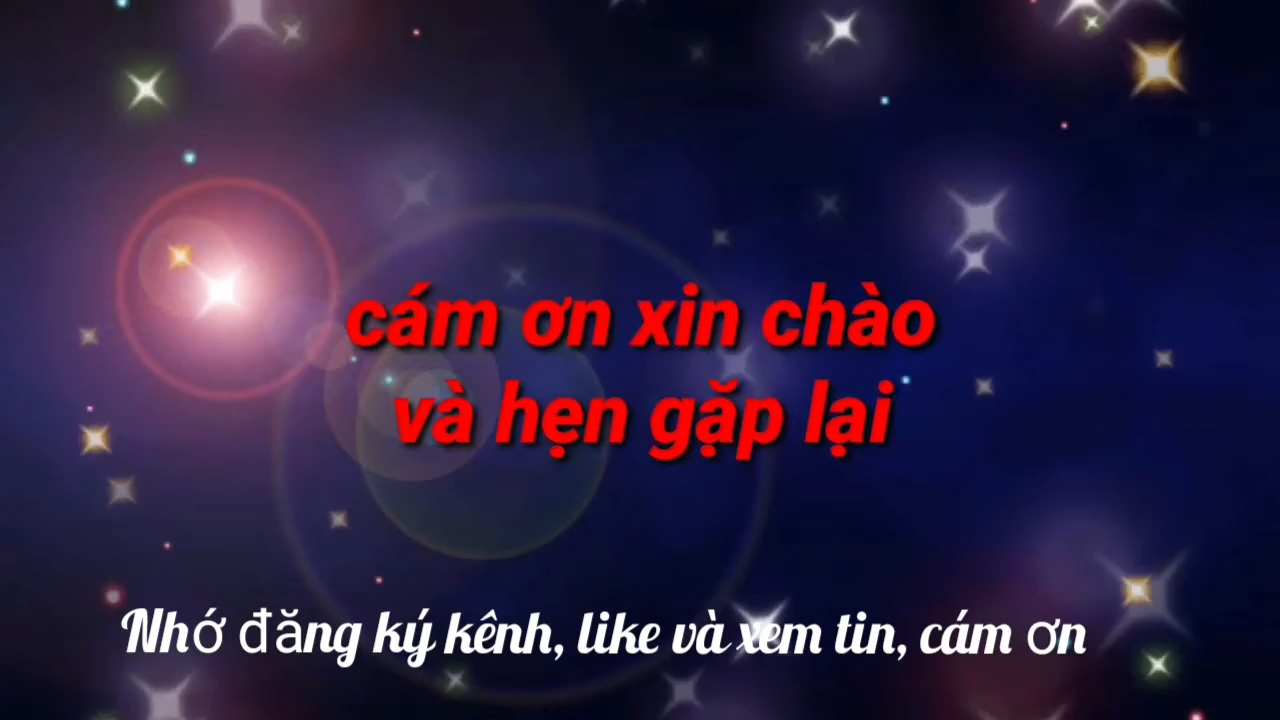 cám ơn xin chào
và hẹn gặp lại
Nhớ đăng ký kênh, like và xem tin, cám ơn